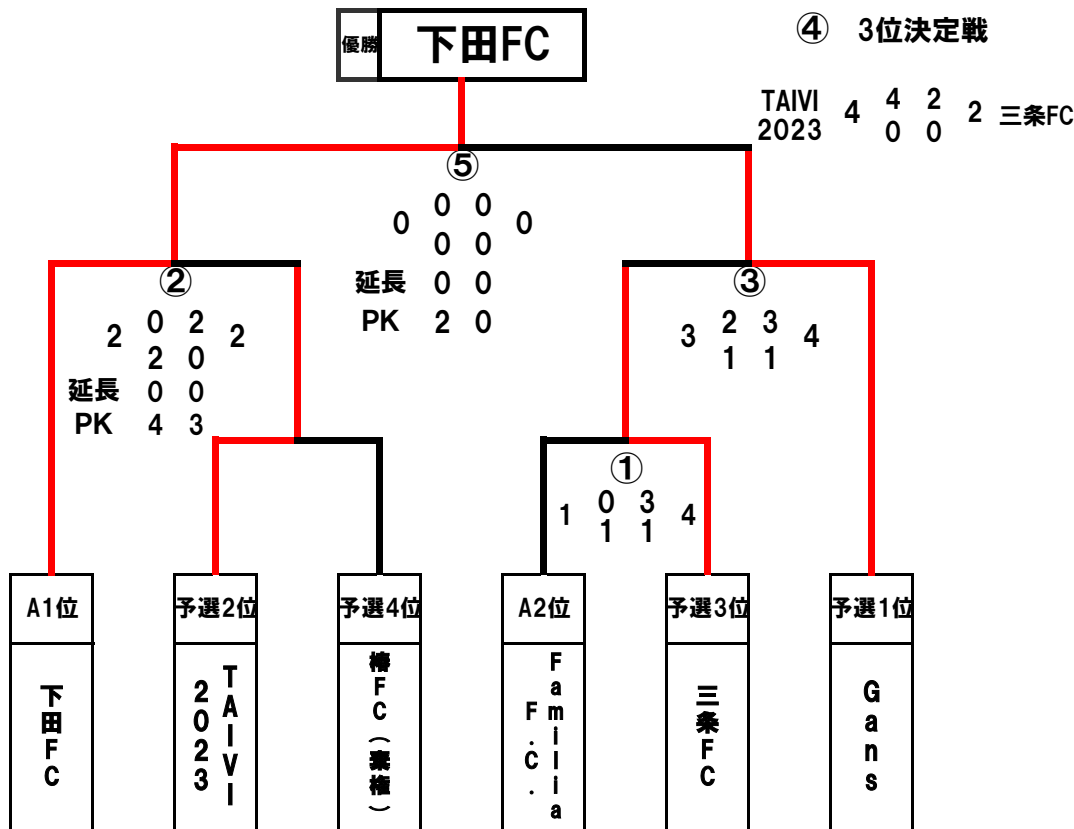 優勝 下田FC
④ 3位決定戦
TAIVI 2023 4 4 2 2 三条FC
0 0
⑤
0 0 0 0
0 0
延長 0 0
PK 2 0
②
2 0 2 2
2 0
延長 0 0
PK 4 3
③
3 2 3 4
1 1
①
1 0 3 4
1 1
A1位 予選2位 予選4位 A2位 予選3位 予選1位
下田FC
TAIVI
2023
椿FC(棄権)
Familia
F.C.
三条FC
Gans